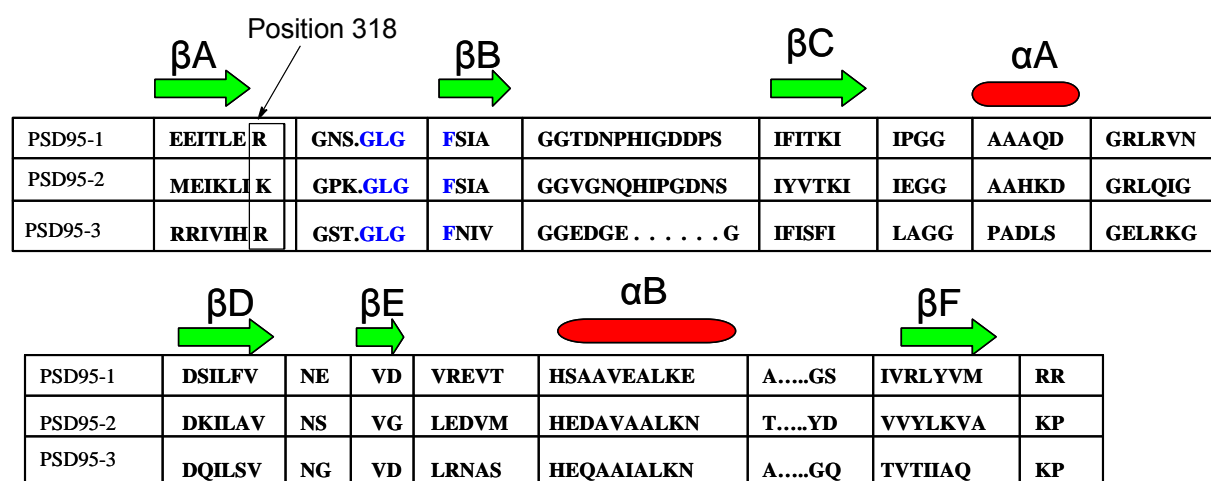 Position 318
βA βB βC αA
PSD95-1 EEITLE R GNS.GLG FSIA GGTDNPHIGDDPS IFITKI IPGG AAAQD GRLRVN
PSD95-2 MEIKLI K GPK.GLG FSIA GGVGNQHIPGDNS IYVTKI IEGG AAHKD GRLQIG
PSD95-3 RRIVIH R GST.GLG FNIV GGEDGE . . . . . . G IFISFI LAGG PADLS GELRKG
βD βE αB βF
PSD95-1 DSILFV NE VD VREVT HSAAVEALKE A.....GS IVRLYVM RR
PSD95-2 DKILAV NS VG LEDVM HEDAVAALKN T.....YD VVYLKVA KP
PSD95-3 DQILSV NG VD LRNAS HEQAAIALKN A.....GQ TVTIIAQ KP